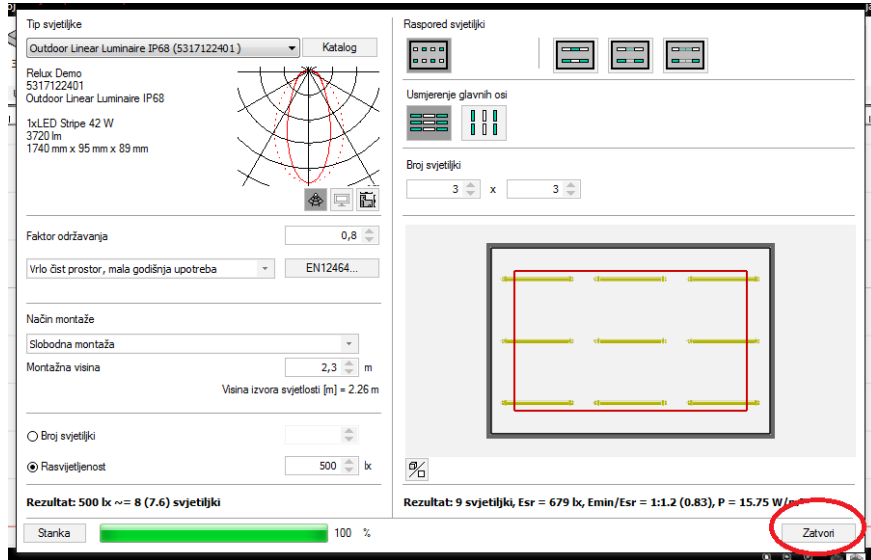 Tip svjetiljke
Outdoor Linear Luminaire IP68 (5317122401 )
Katalog
Relux Demo
5317122401
Outdoor Linear Luminaire IP68
1xLED Stripe 42 W
3720 lm
1740 mm x 95 mm x 89 mm
Faktor održavanja
0,8
Vrlo čist prostor, mala godišnja upotreba
EN12464...
Način montaže
Slobodna montaža
Montažna visina
2,3 m
Visina izvora svjetlosti [m] = 2.26 m
Broj svjetiljki
Rasvijetljenost
500 lx
Rezultat: 500 lx ~= 8 (7.6) svjetiljki
Raspored svjetiljki
Usmjerenje glavnih osi
Broj svjetiljki
3 x 3
Rezultat: 9 svjetiljki, Esr = 679 lx, Emin/Esr = 1:1.2 (0.83), P = 15.75
Stanka
100 %
Zatvori